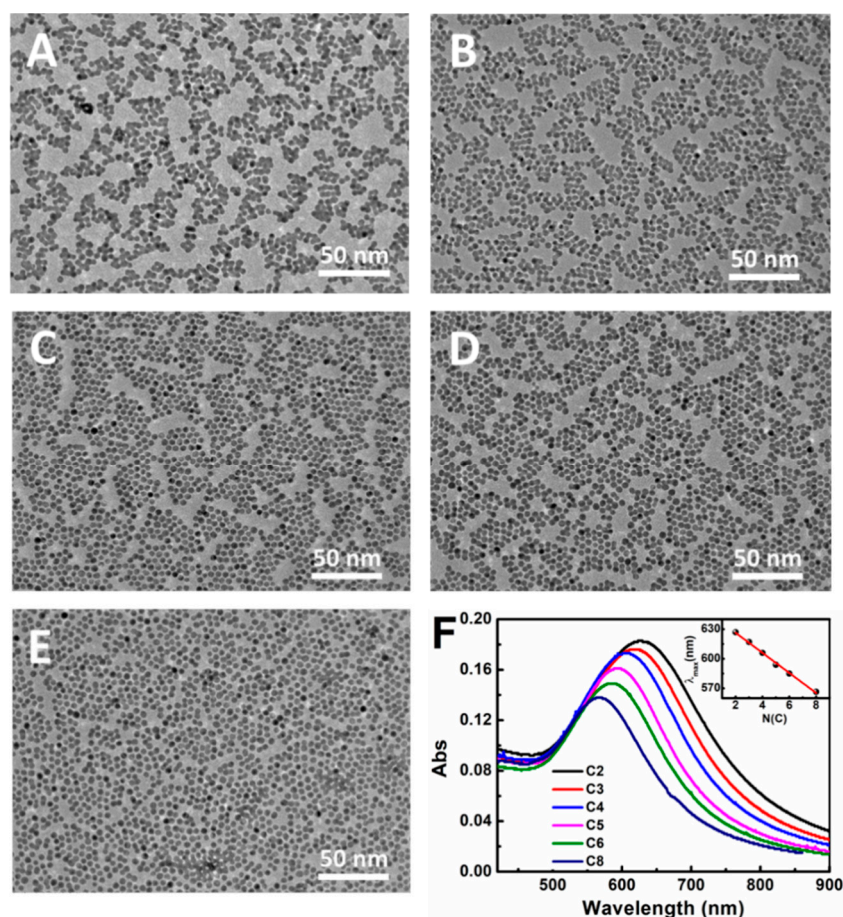 A
50 nm
B
50 nm
C
50 nm
D
50 nm
E
50 nm
F
Abs
0.20
0.16
0.12
0.08
0.04
0.00
C2
C3
C4
C5
C6
C8
500 600 700 800 900
Wavelength (nm)
λmax(nm)
630
600
570
2 4 6 8
N(C)